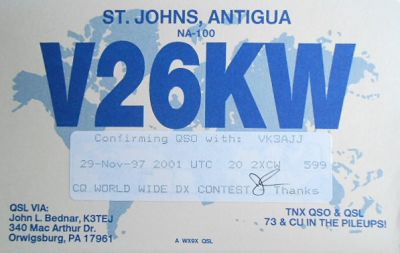 ST. JOHNS, ANTIGUA
NA-100
V26KW
Confirming QSO with: VK3AJJ
29-Nov-97 2001 UTC 20 2XCW 599
CQ WORLD WIDE DX CONTEST Thanks
QSL VIA:
John L. Bednar, K3TEJ
340 Mac Arthur Dr.
Orwigsburg, PA 17961
TNX QSO & QSL
73 & CU IN THE PILEUPS!
A WX9X QSL